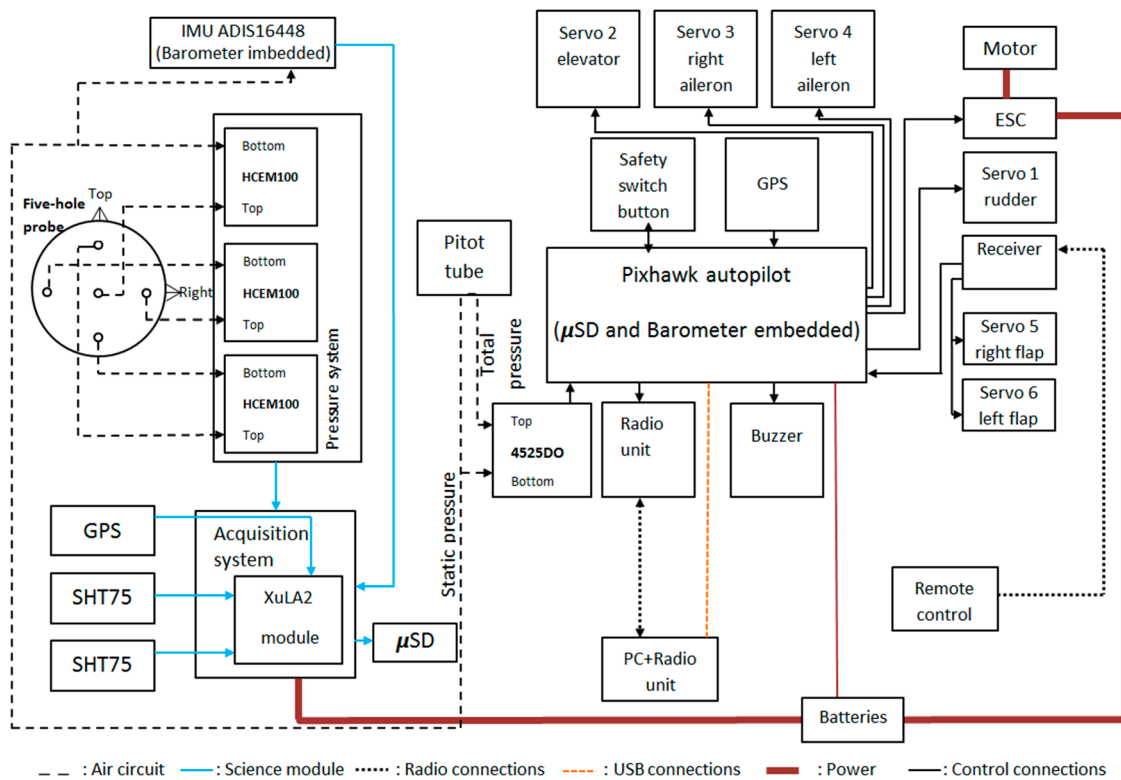 IMU ADIS16448
(Barometer imbedded)
Bottom
HCEM100
Top
Bottom
HCEM100
Top
Bottom
HCEM100
Top
Pressure system
Five-hole
probe
Top
Right
GPS
SHT75
SHT75
Acquisition
system
XuLA2
module
μSD
Pitot
tube
Total
pressure
Static pressure
Top
4525DO
Bottom
Servo 2
elevator
Servo 3
right
aileron
Servo 4
left
aileron
Motor
ESC
Safety
switch
button
GPS
Servo 1
rudder
Receiver
Pixhawk autopilot
(μSD and Barometer embedded)
Servo 5
right flap
Servo 6
left flap
Radio
unit
Buzzer
Remote
control
PC+Radio
unit
Batteries
: Air circuit
: Science module
: Radio connections
: USB connections
: Power
: Control connections